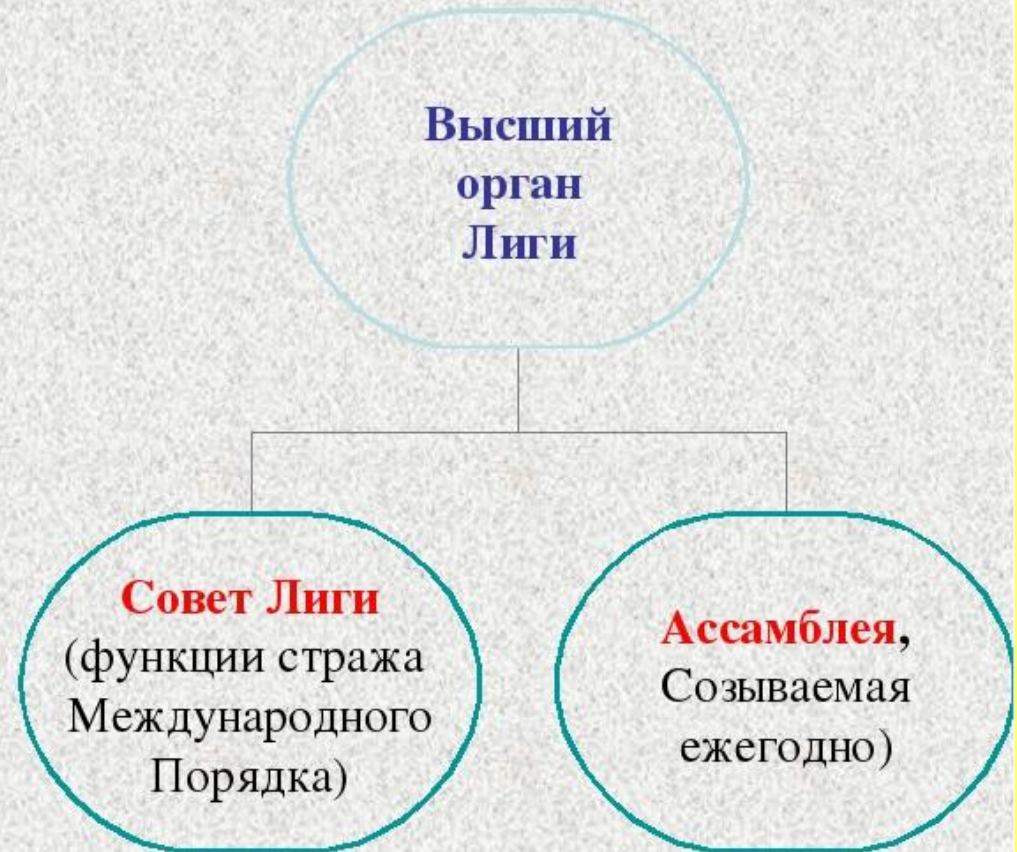 Высший
орган
Лиги
Совет Лиги
(функции стража
Международного
Порядка)
Ассамблея,
Созываемая
ежегодно)